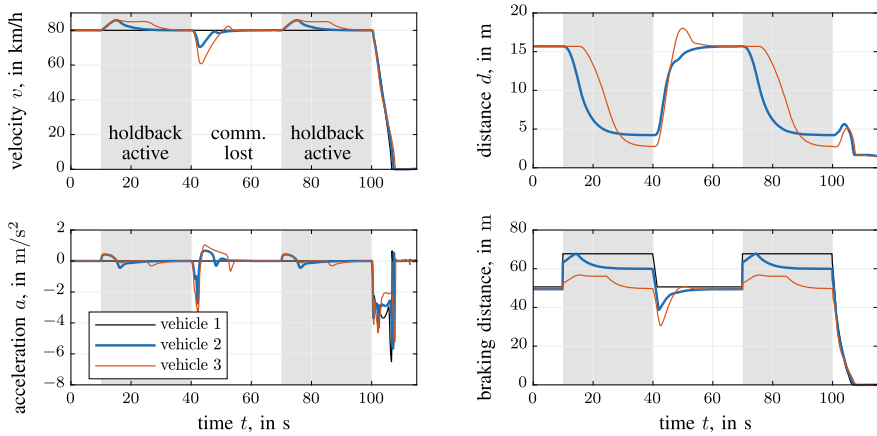 velocity v, in km/h
80
60
40
20
0
holdback active
comm. lost
holdback active
0 20 40 60 80 100
distance d, in m
20
15
10
5
0
0 20 40 60 80 100
acceleration a, in m/s²
2
0
−2
−4
−6
−8
vehicle 1
vehicle 2
vehicle 3
0 20 40 60 80 100
time t, in s
braking distance, in m
80
60
40
20
0
0 20 40 60 80 100
time t, in s